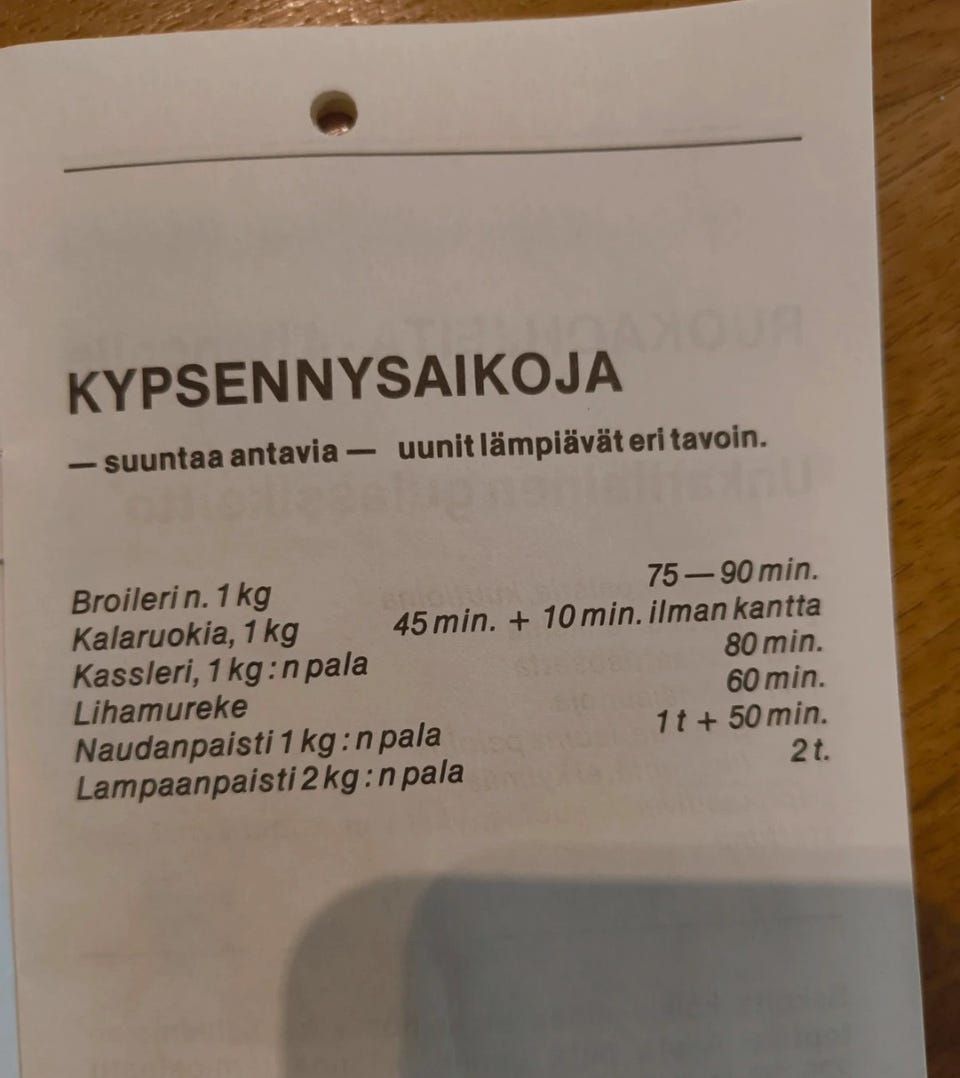 KYPSENNYSAIKOJA
— suuntaa antavia — uunit lämpiävät eri tavoin.
Broileri n. 1 kg 75 — 90 min.
Kalaruokia, 1 kg 45 min. + 10 min. ilman kantta
Kassleri, 1 kg : n pala 80 min.
Lihamureke 60 min.
Naudanpaisti 1 kg : n pala 1 t + 50 min.
Lampaanpaisti 2 kg : n pala 2 t.